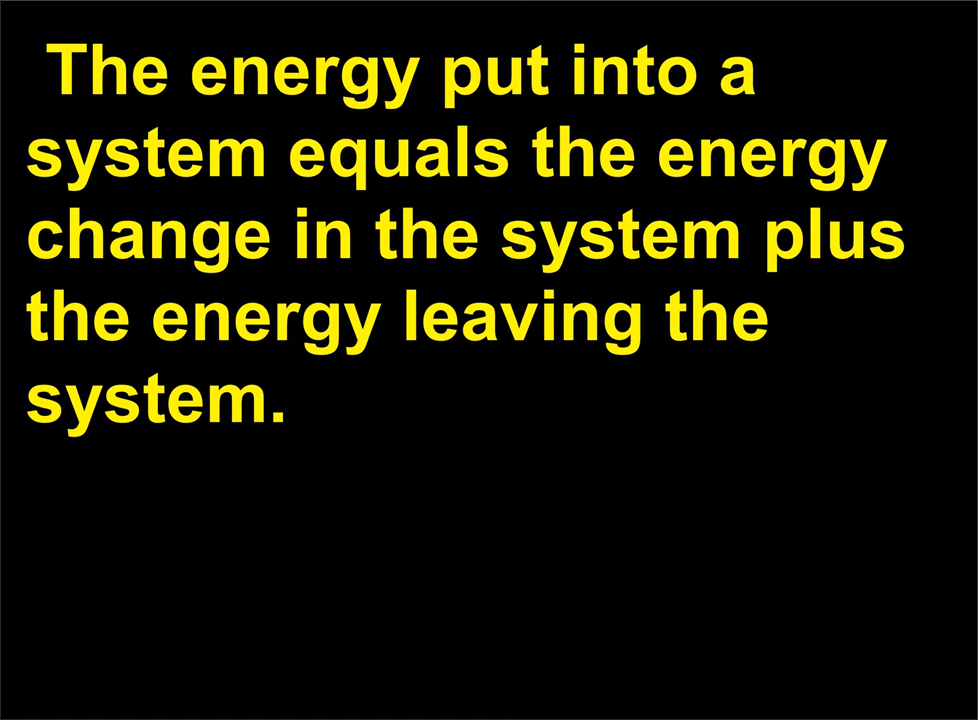 The energy put into a
system equals the energy
change in the system plus
the energy leaving the
system.